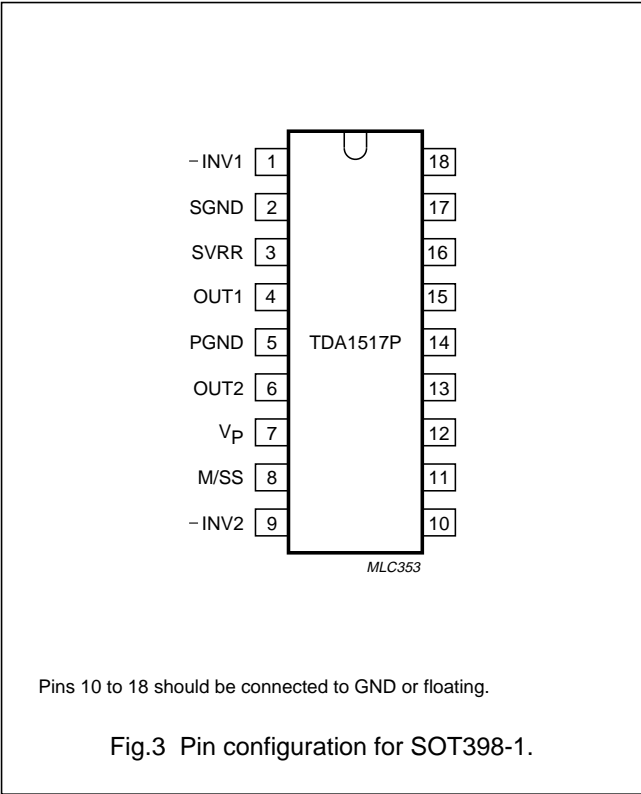 –INV1 1 18
SGND 2 17
SVRR 3 16
OUT1 4 15
PGND 5 TDA1517P 14
OUT2 6 13
VP 7 12
M/SS 8 11
–INV2 9 10
MLC353
Pins 10 to 18 should be connected to GND or floating.
Fig.3 Pin configuration for SOT398-1.